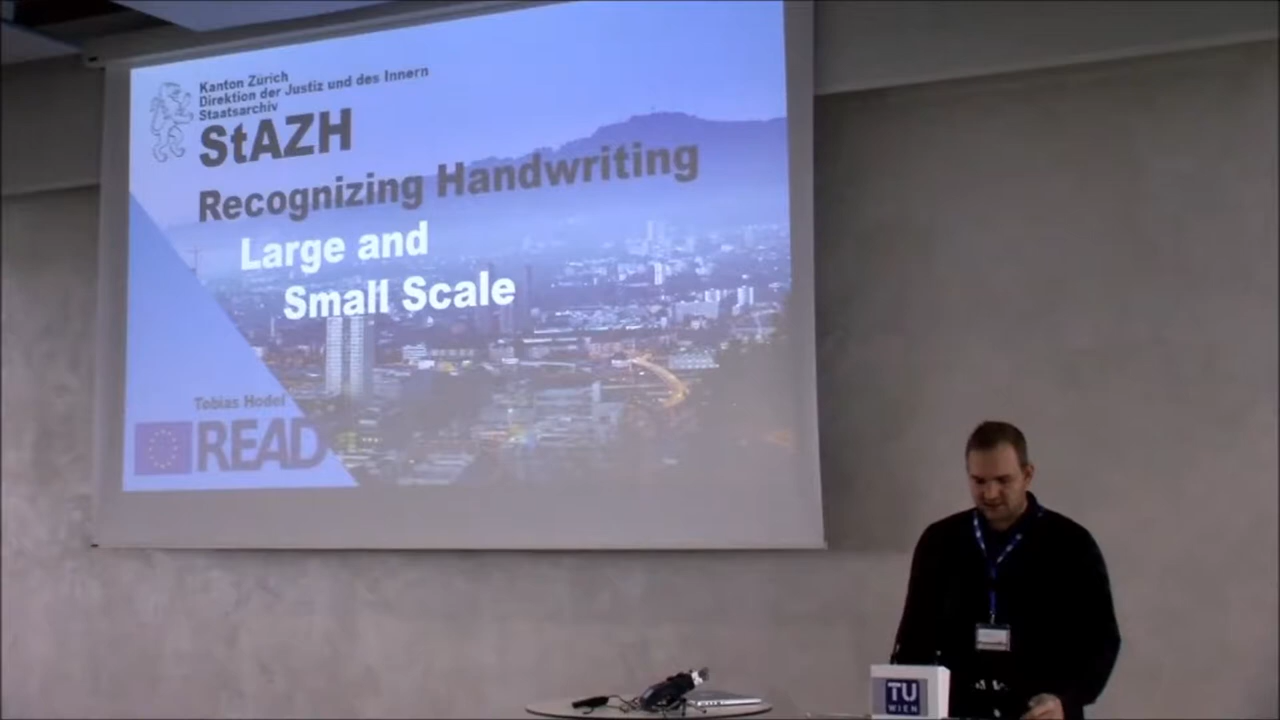 Kanton Zürich
Direktion der Justiz und des Innern
Staatsarchiv
StAZH
Recognizing Handwriting
Large and
Small Scale
Tobias Hodel
READ
TU
WIEN